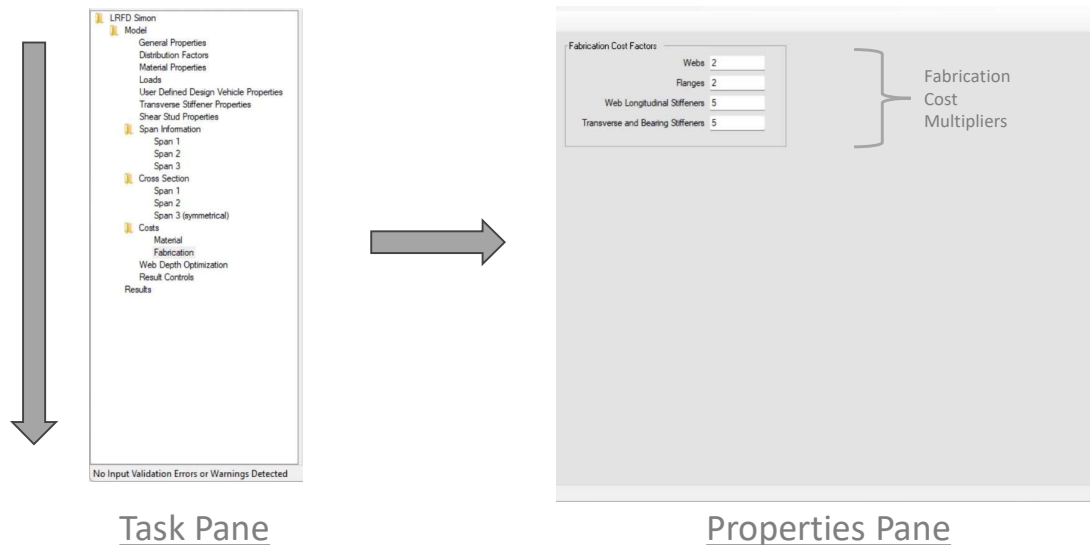 LRFD Simon
Model
General Properties
Distribution Factors
Material Properties
Loads
User Defined Design Vehicle Properties
Transverse Stiffener Properties
Shear Stud Properties
Span Information
Span 1
Span 2
Span 3
Cross Section
Span 1
Span 2
Span 3 (symmetrical)
Costs
Material
Fabrication
Web Depth Optimization
Result Controls
Results
No Input Validation Errors or Warnings Detected
Task Pane
Fabrication Cost Factors
Webs 2
Flanges 2
Web Longitudinal Stiffeners 5
Transverse and Bearing Stiffeners 5
Fabrication
Cost
Multipliers
Properties Pane